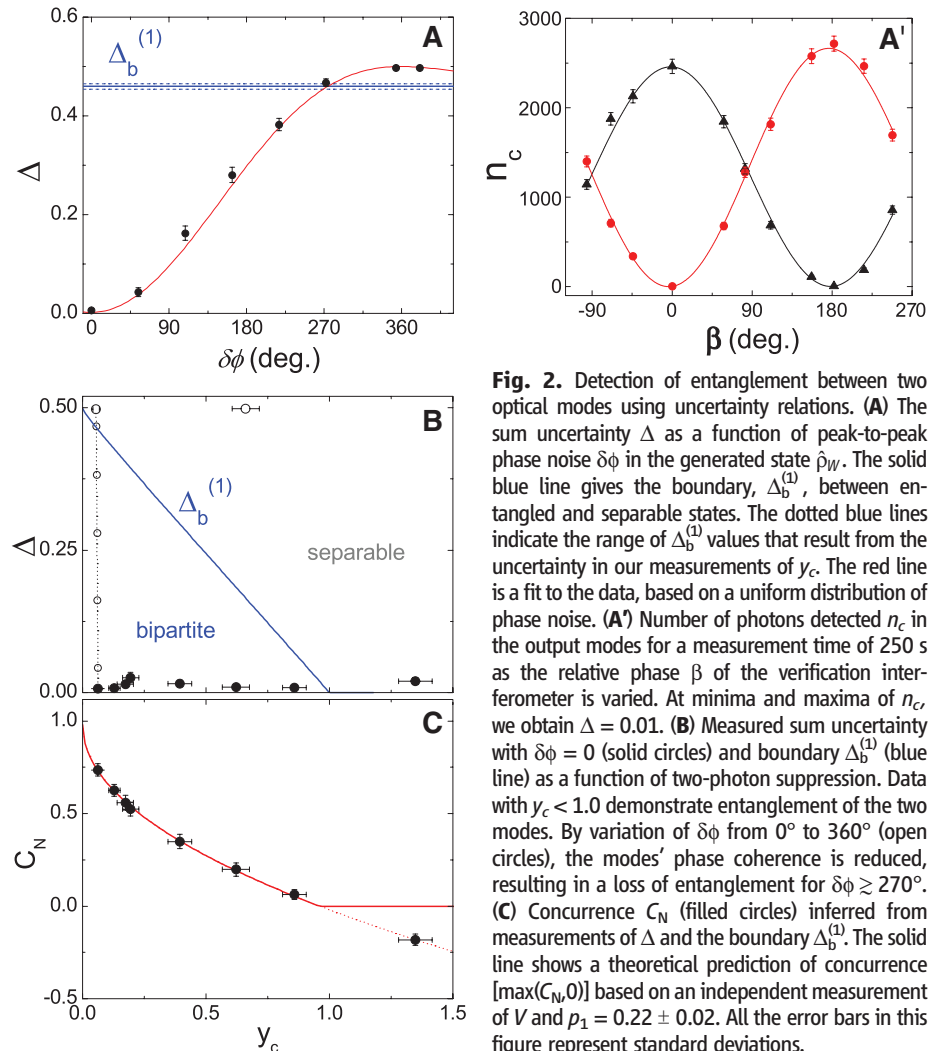 A
Δb(1)
Δ
0.6
0.4
0.2
0.0
0
90
180
270
360
δϕ (deg.)
A'
nc
3000
2000
1000
0
-90
0
90
180
270
β (deg.)
B
Δb(1)
Δ
0.50
0.25
0.00
separable
bipartite
C
CN
1.0
0.5
0.0
-0.5
0.0
0.5
1.0
1.5
yc
Fig. 2. Detection of entanglement between two
optical modes using uncertainty relations. (A) The
sum uncertainty Δ as a function of peak-to-peak
phase noise δϕ in the generated state ρ̂W. The solid
blue line gives the boundary, Δb(1), between en-
tangled and separable states. The dotted blue lines
indicate the range of Δb(1) values that result from the
uncertainty in our measurements of yc. The red line
is a fit to the data, based on a uniform distribution of
phase noise. (A') Number of photons detected nc in
the output modes for a measurement time of 250 s
as the relative phase β of the verification inter-
ferometer is varied. At minima and maxima of nc,
we obtain Δ = 0.01. (B) Measured sum uncertainty
with δϕ = 0 (solid circles) and boundary Δb(1) (blue
line) as a function of two-photon suppression. Data
with yc < 1.0 demonstrate entanglement of the two
modes. By variation of δϕ from 0° to 360° (open
circles), the modes' phase coherence is reduced,
resulting in a loss of entanglement for δϕ ≳ 270°.
(C) Concurrence CN (filled circles) inferred from
measurements of Δ and the boundary Δb(1). The solid
line shows a theoretical prediction of concurrence
[max(CN,0)] based on an independent measurement
of V and p1 = 0.22 ± 0.02. All the error bars in this
figure represent standard deviations.